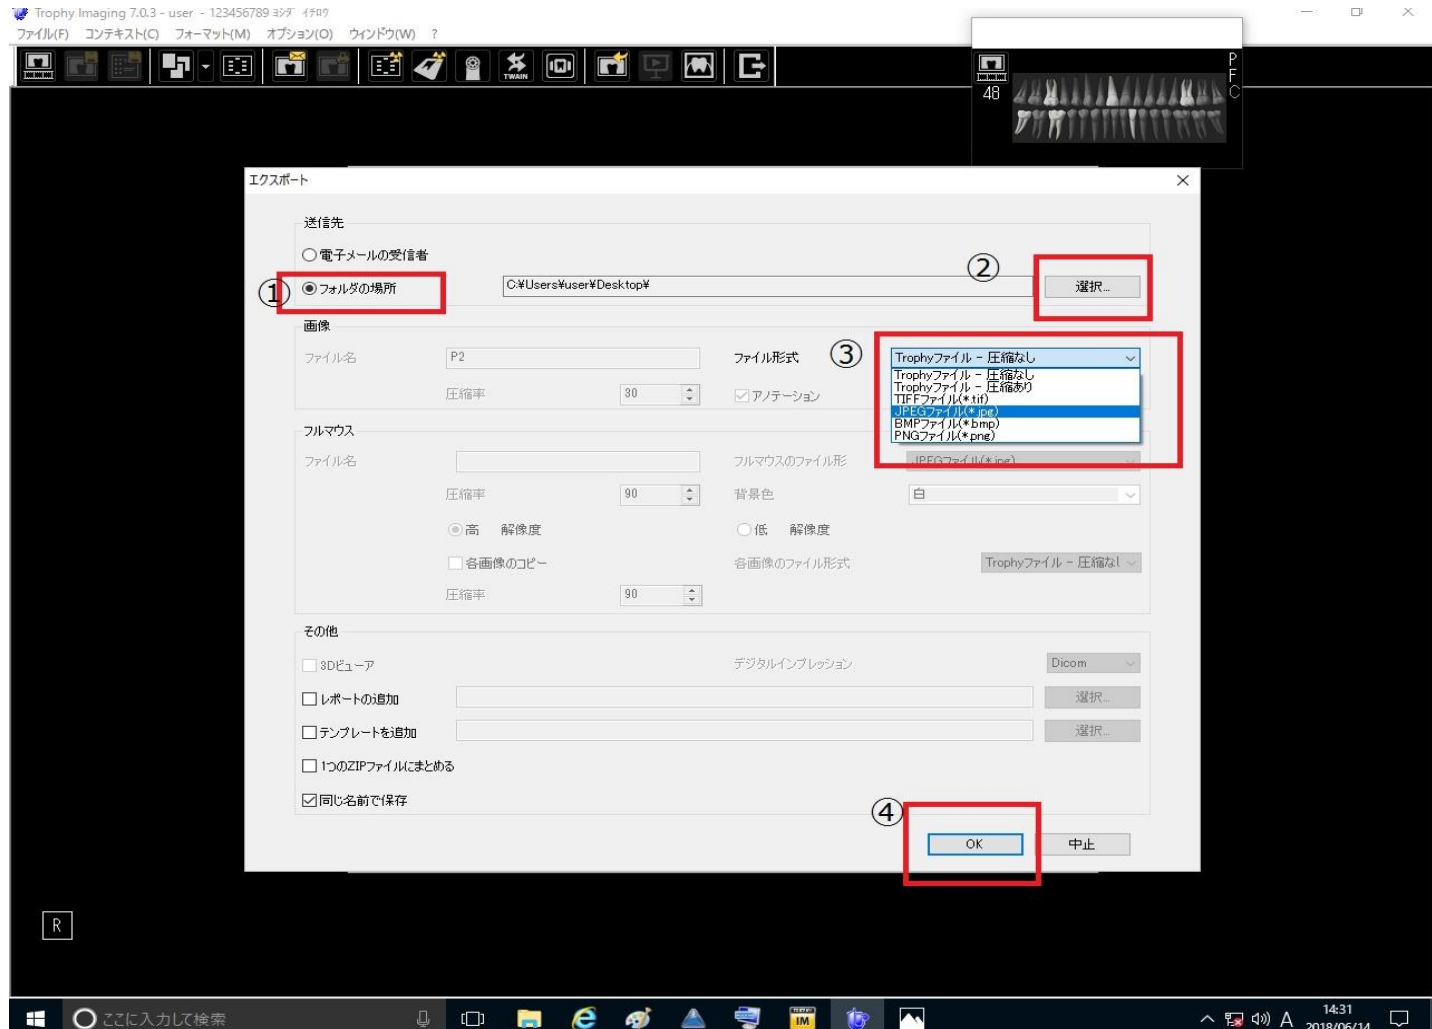 Trophy Imaging 7.0.3 - user - 123456789 ヨシダ イチロウ
ファイル(F) コンテキスト(C) フォーマット(M) オプション(O) ウィンドウ(W) ?
TWAIN
48
P
F
C
エクスポート
送信先
電子メールの受信者
① フォルダの場所 C:¥Users¥user¥Desktop¥ ② 選択...
画像
ファイル名 P2 ファイル形式 ③ Trophyファイル - 圧縮なし
Trophyファイル - 圧縮なし
Trophyファイル - 圧縮あり
TIFFファイル(*.tif)
JPEGファイル(*.jpg)
BMPファイル(*.bmp)
PNGファイル(*.png)
圧縮率 30 アノテーション
フルマウス
ファイル名 フルマウスのファイル形 JPEGファイル(*.jpg)
圧縮率 90 背景色 白
高 解像度 低 解像度
各画像のコピー 各画像のファイル形式 Trophyファイル - 圧縮なし
圧縮率 90
その他
3Dビューア デジタルインプレッション Dicom
レポートの追加 選択...
テンプレートを追加 選択...
1つのZIPファイルにまとめる
同じ名前で保存
④ OK 中止
R
ここに入力して検索
IM
A
14:31
2018/06/14